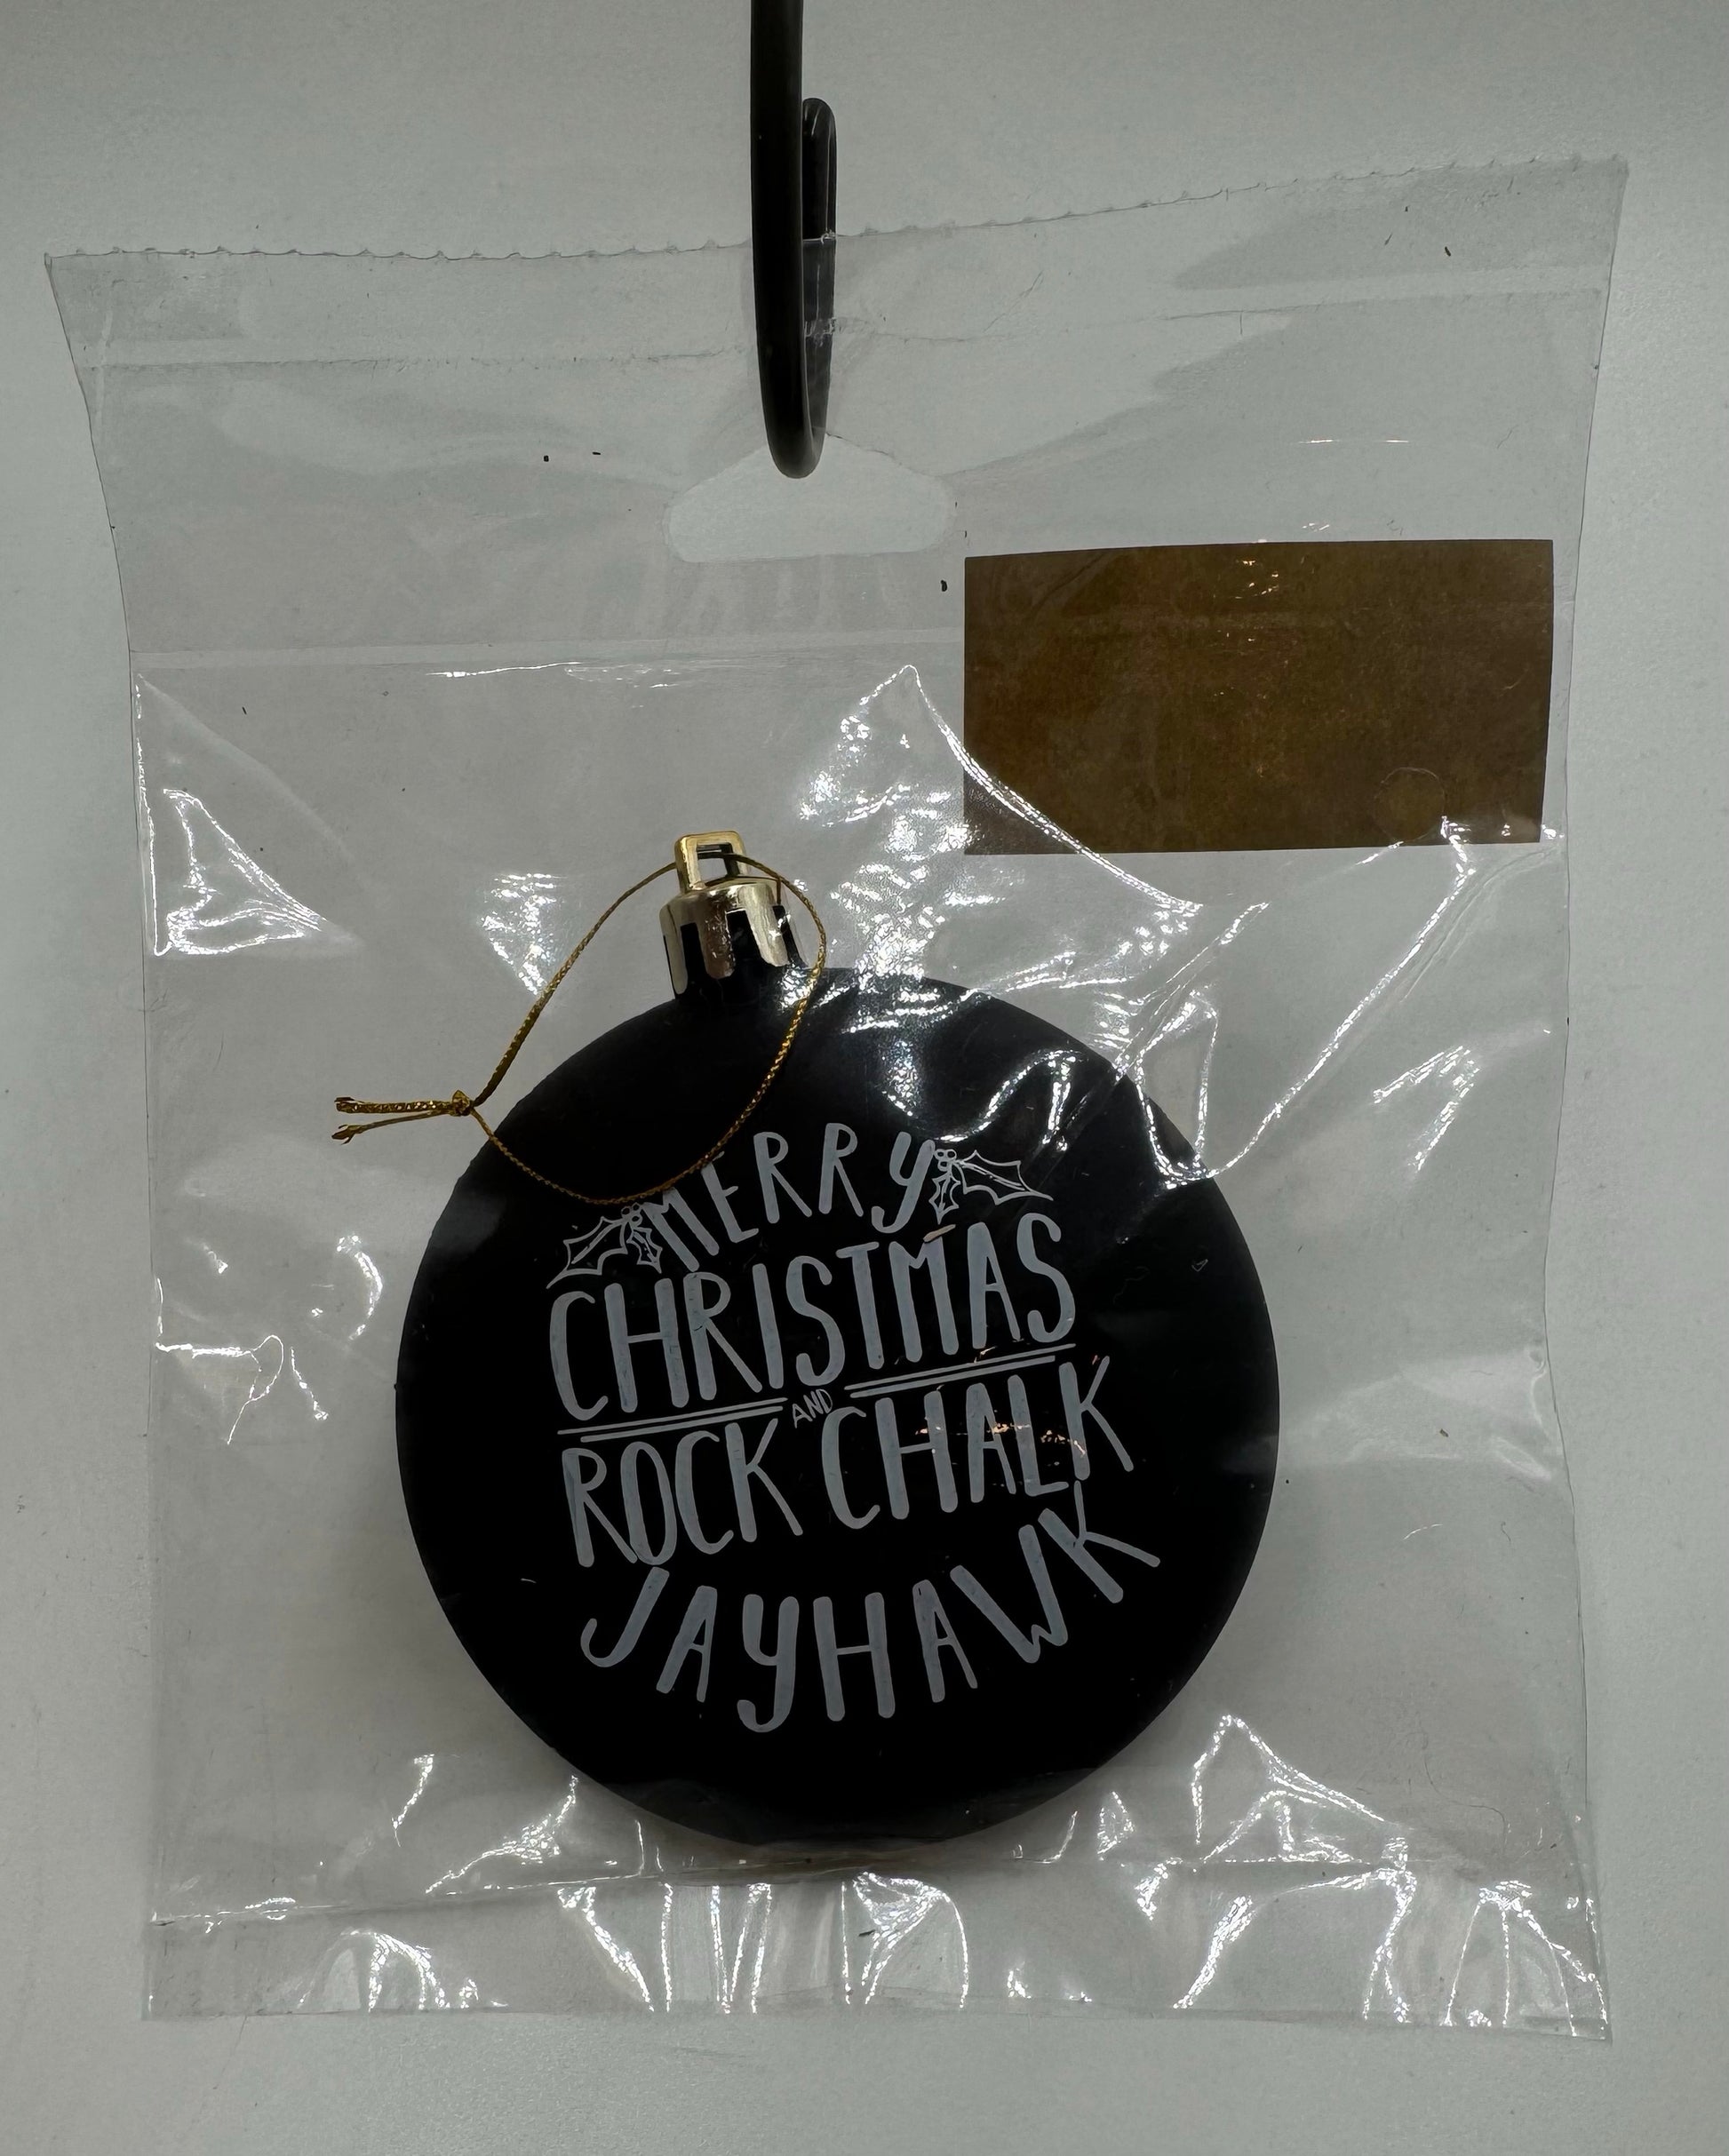 MERRY
CHRISTMAS
AND
ROCK CHALK
JAYHAWK